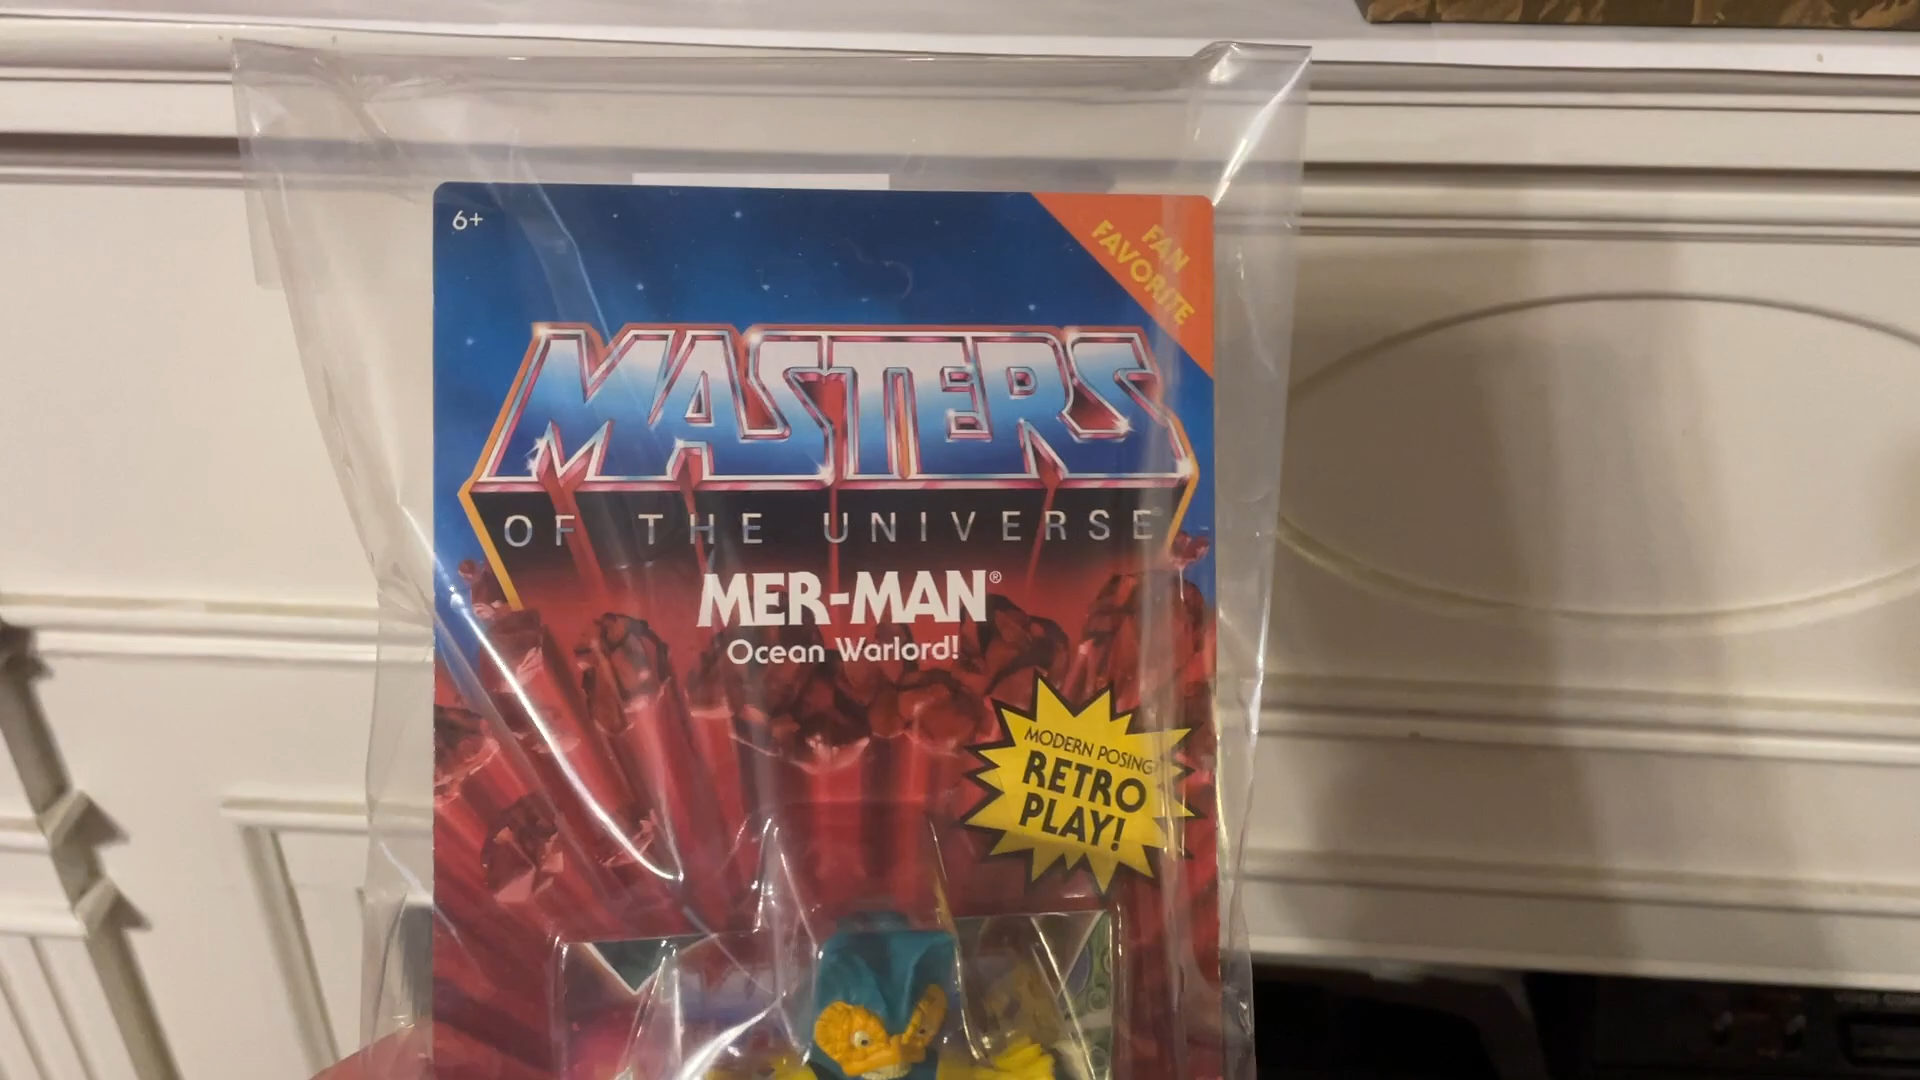 6+
FAN
FAVORITE
MASTERS
OF THE UNIVERSE
MER-MAN®
Ocean Warlord!
MODERN POSING
RETRO
PLAY!